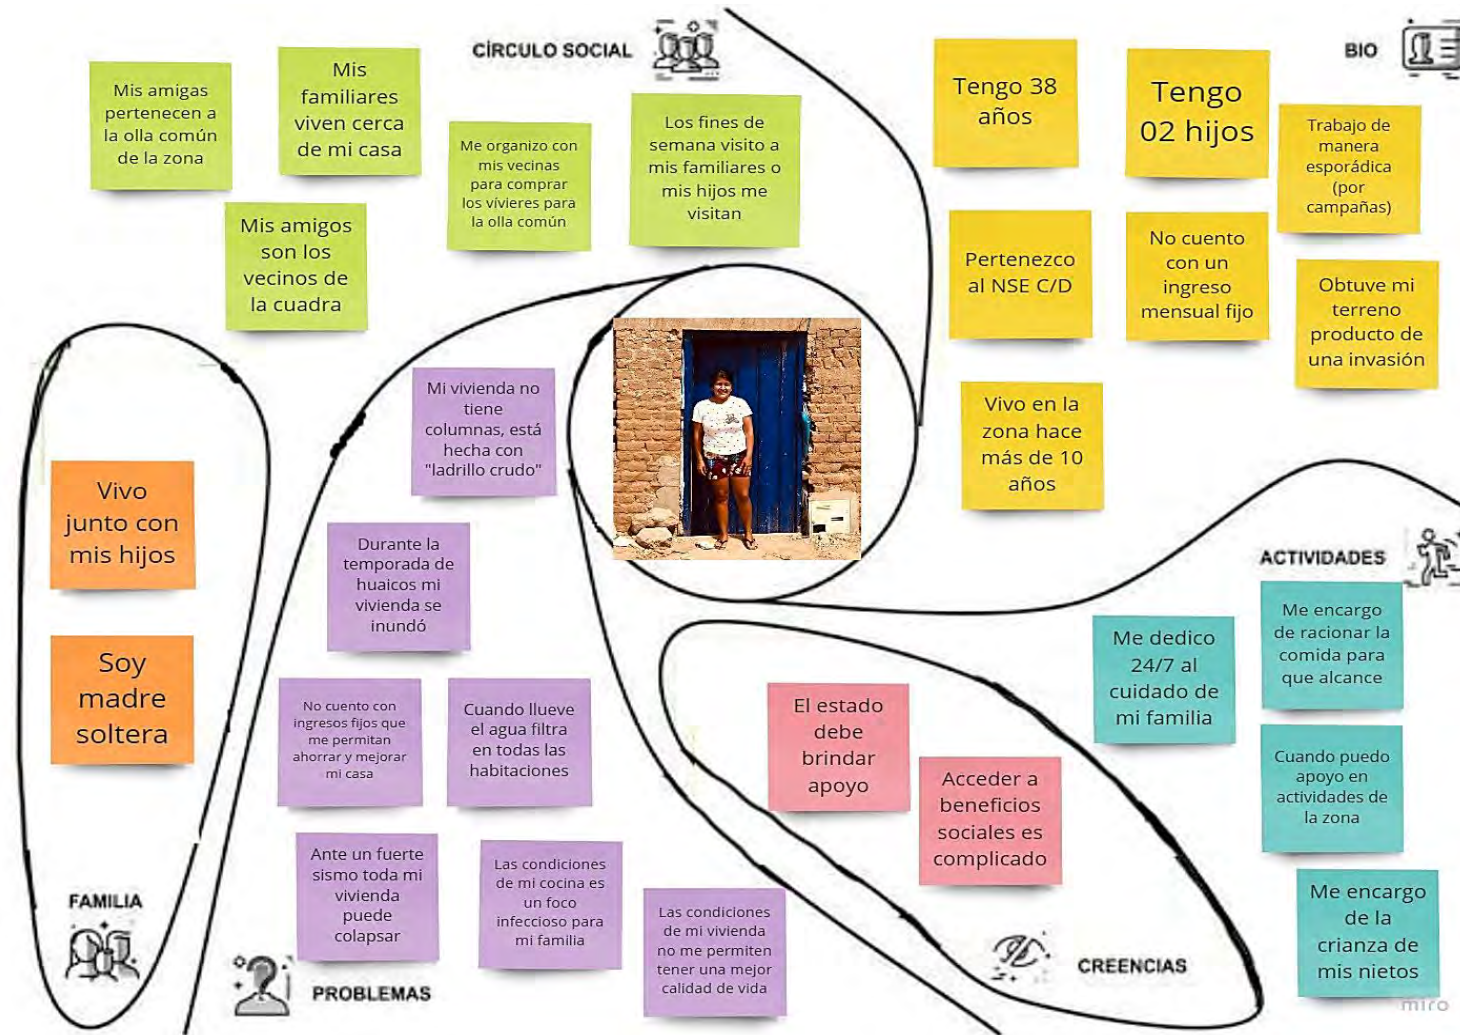 CÍRCULO SOCIAL
Mis amigas
pertenecen a
la olla común
de la zona
Mis
familiares
viven cerca
de mi casa
Me organizo con
mis vecinas
para comprar
los vívieres para
la olla común
Los fines de
semana visito a
mis familiares o
mis hijos me
visitan
Mis amigos
son los
vecinos de
la cuadra
BIO
Tengo 38
años
Tengo
02 hijos
Trabajo de
manera
esporádica
(por
campañas)
Pertenezco
al NSE C/D
No cuento
con un
ingreso
mensual fijo
Obtuve mi
terreno
producto de
una invasión
Vivo en la
zona hace
más de 10
años
Vivo
junto con
mis hijos
Soy
madre
soltera
FAMILIA
Mi vivienda no
tiene
columnas, está
hecha con
"ladrillo crudo"
Durante la
temporada de
huaicos mi
vivienda se
inundó
No cuento con
ingresos fijos que
me permitan
ahorrar y mejorar
mi casa
Cuando llueve
el agua filtra
en todas las
habitaciones
Ante un fuerte
sismo toda mi
vivienda
puede
colapsar
Las condiciones
de mi cocina es
un foco
infeccioso para
mi familia
Las condiciones
de mi vivienda
no me permiten
tener una mejor
calidad de vida
PROBLEMAS
El estado
debe
brindar
apoyo
Acceder a
beneficios
sociales es
complicado
CREENCIAS
ACTIVIDADES
Me dedico
24/7 al
cuidado de
mi familia
Me encargo
de racionar la
comida para
que alcance
Cuando puedo
apoyo en
actividades de
la zona
Me encargo
de la
crianza de
mis nietos
miro